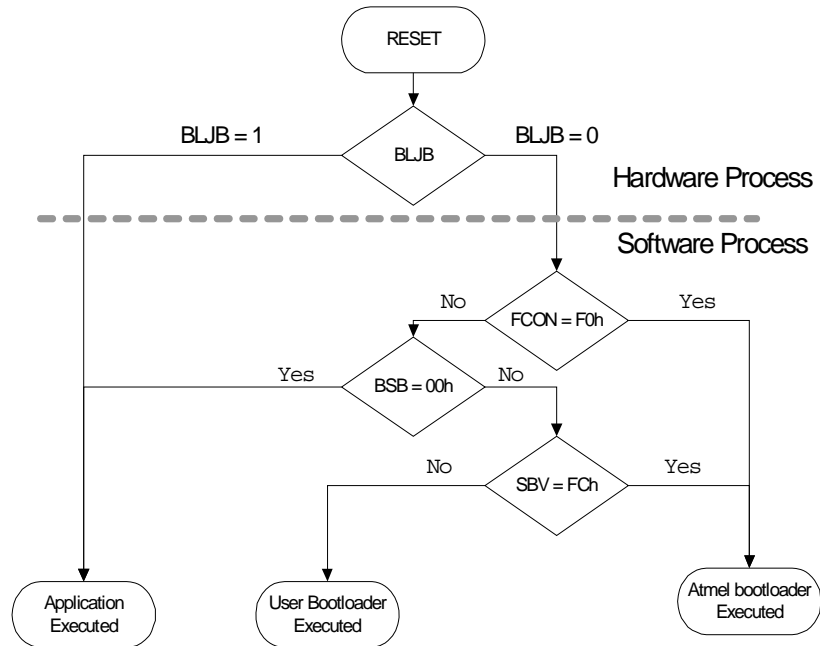 RESET
BLJB = 1
BLJB = 0
BLJB
Hardware Process
Software Process
No
Yes
FCON = F0h
Yes
BSB = 00h
No
No
SBV = FCh
Yes
Application
Executed
User Bootloader
Executed
Atmel bootloader
Executed